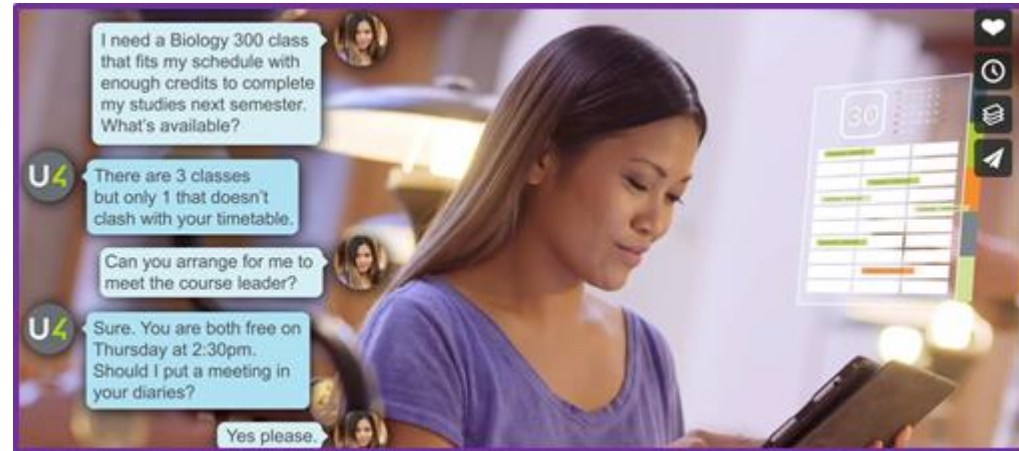 I need a Biology 300 class
that fits my schedule with
enough credits to complete
my studies next semester.
What's available?
U4
There are 3 classes
but only 1 that doesn't
clash with your timetable.
Can you arrange for me to
meet the course leader?
U4
Sure. You are both free on
Thursday at 2:30pm.
Should I put a meeting in
your diaries?
Yes please.
30